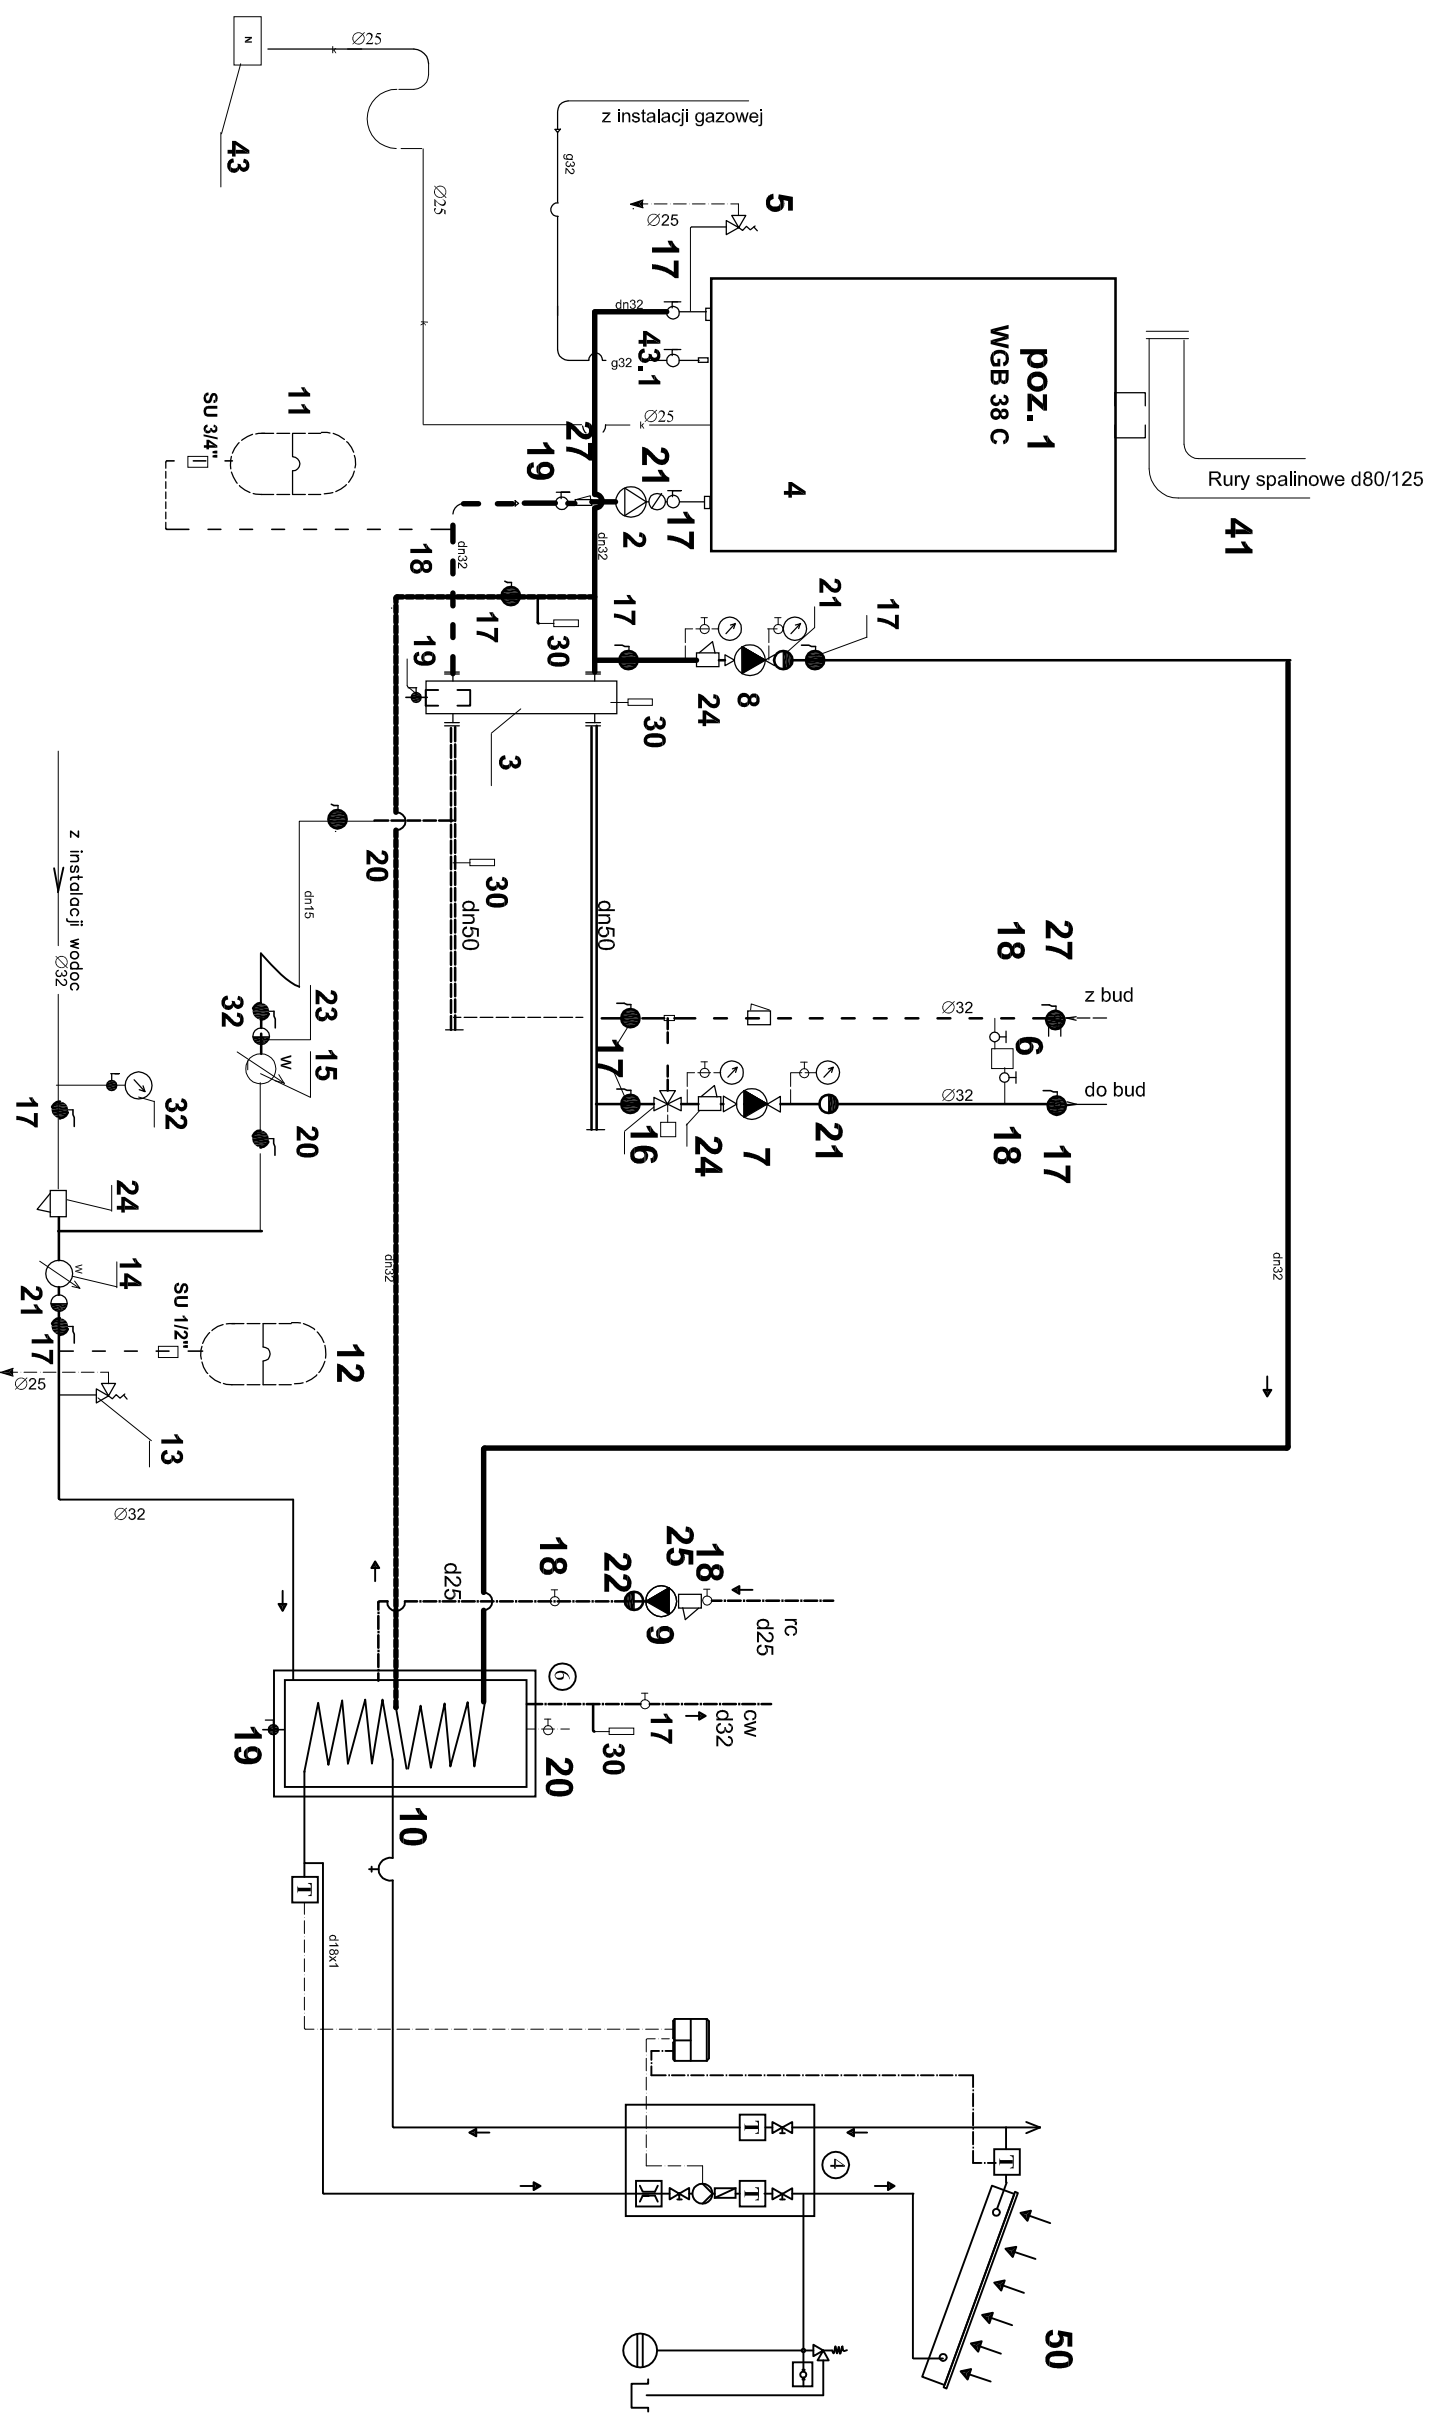 N
43
k
Ø25
Ø25
z instalacji gazowej
g32
5
Ø25
17
dn32
43.1
g32
poz. 1
WGB 38 C
4
Rury spalinowe d80/125
41
k
k
Ø25
27
19
21
2
17
11
SU 3/4"
18
dn32
dn32
17
30
17
21
17
19
24
8
30
3
20
30
dn50
dn50
dn15
z instalacji wodoc
Ø32
27
18
z bud
Ø32
6
do bud
Ø32
17
16
24
7
21
18
17
23
32
W
15
20
32
17
24
14
W
21
17
SU 1/2"
12
Ø25
13
Ø32
dn32
dn32
d25
18
22
25
18
9
rc
d25
6
cw
d32
17
30
20
19
10
T
d18x1
T
T
T
4
50